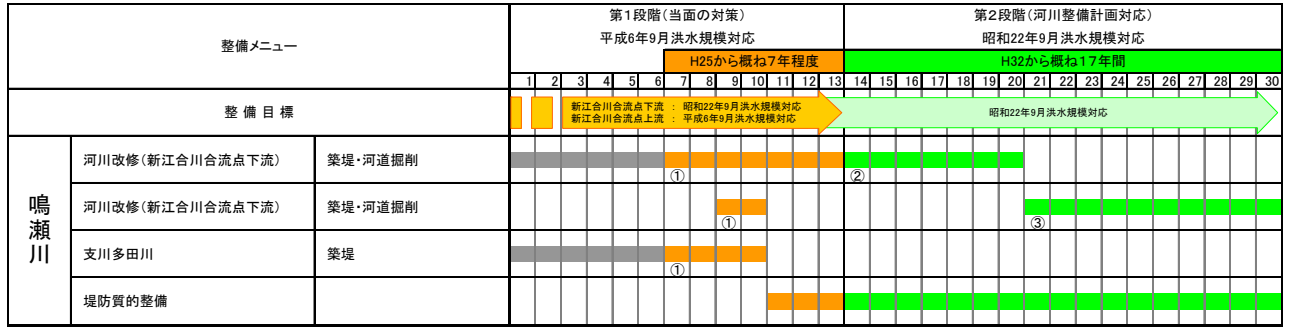 整備メニュー
第1段階(当面の対策)
平成6年9月洪水規模対応
第2段階(河川整備計画対応)
昭和22年9月洪水規模対応
H25から概ね7年程度
H32から概ね17年間
1 2 3 4 5 6 7 8 9 10 11 12 13 14 15 16 17 18 19 20 21 22 23 24 25 26 27 28 29 30
整備目標
新江合川合流点下流 : 昭和22年9月洪水規模対応
新江合川合流点上流 : 平成6年9月洪水規模対応
昭和22年9月洪水規模対応
鳴瀬川
河川改修(新江合川合流点下流)
築堤・河道掘削
①
②
河川改修(新江合川合流点下流)
築堤・河道掘削
①
③
支川多田川
築堤
①
堤防質的整備